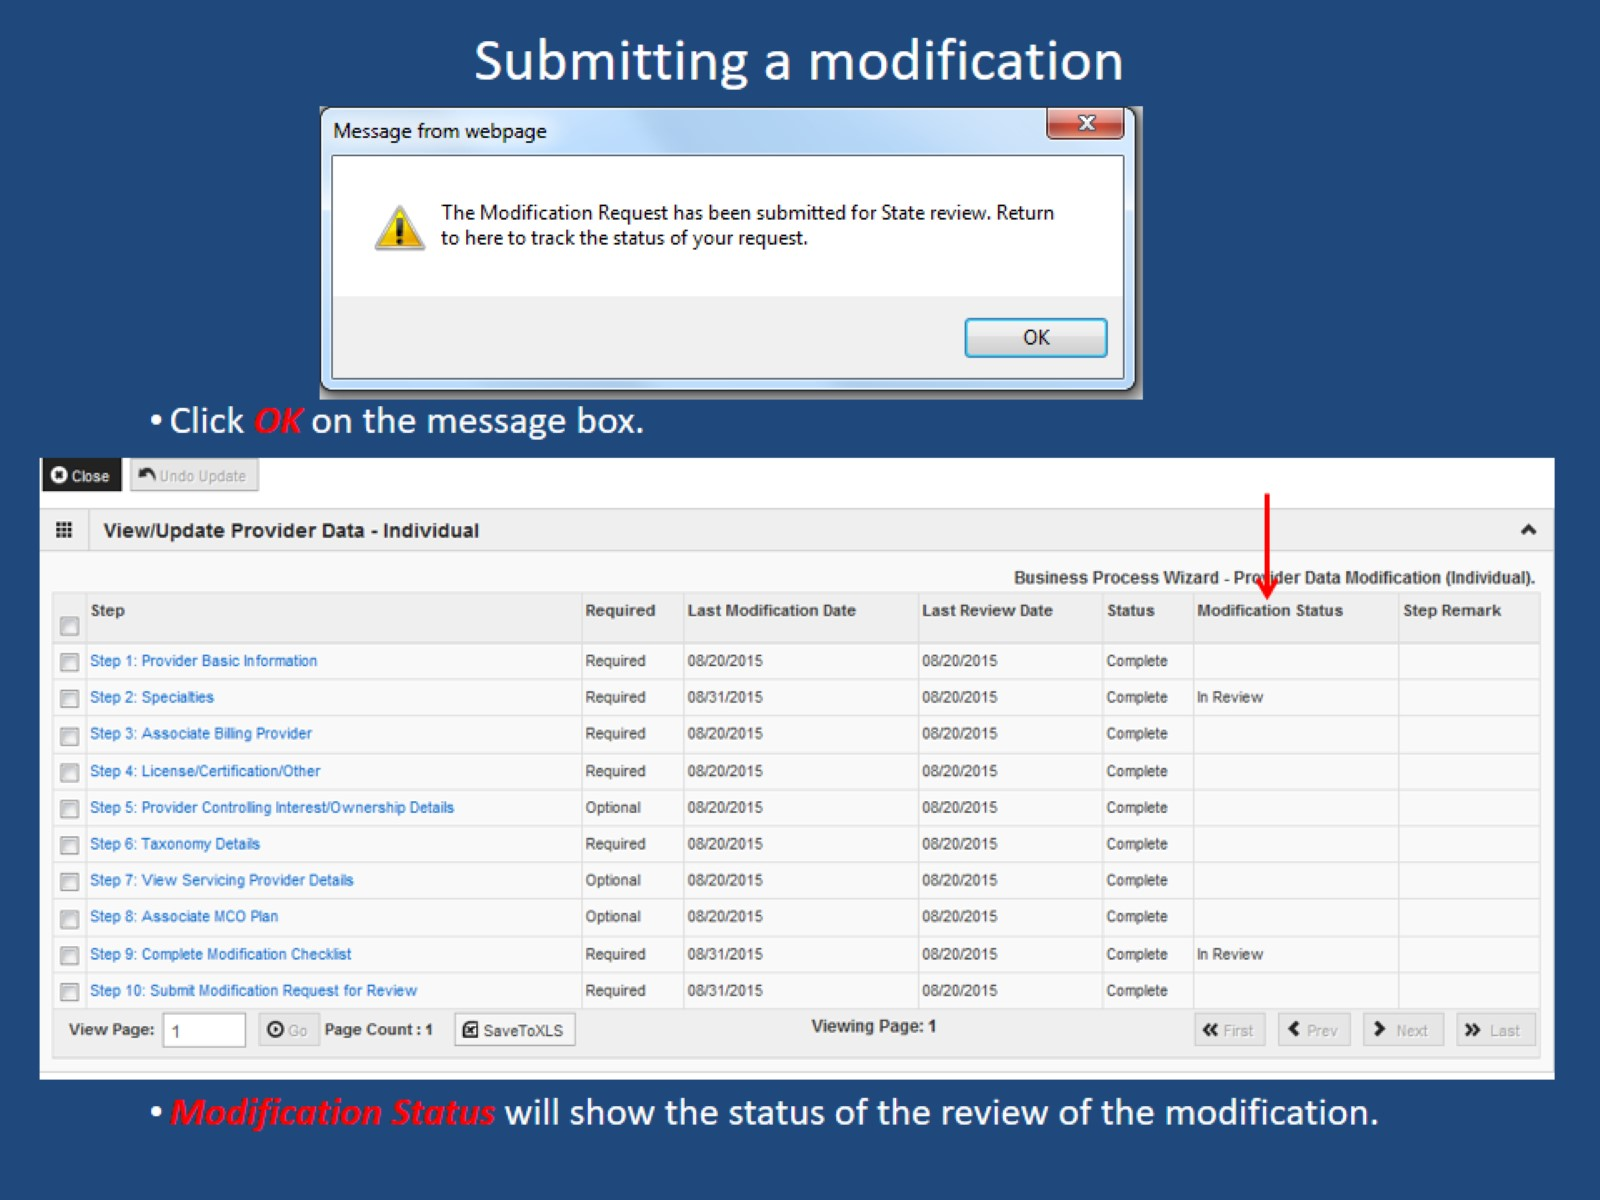 Submitting a modification
Message from webpage
The Modification Request has been submitted for State review. Return
to here to track the status of your request.
OK
• Click OK on the message box.
Close Undo Update
View/Update Provider Data - Individual
Business Process Wizard - Provider Data Modification (Individual).
Step Required Last Modification Date Last Review Date Status Modification Status Step Remark
Step 1: Provider Basic Information Required 08/20/2015 08/20/2015 Complete
Step 2: Specialties Required 08/31/2015 08/20/2015 Complete In Review
Step 3: Associate Billing Provider Required 08/20/2015 08/20/2015 Complete
Step 4: License/Certification/Other Required 08/20/2015 08/20/2015 Complete
Step 5: Provider Controlling Interest/Ownership Details Optional 08/20/2015 08/20/2015 Complete
Step 6: Taxonomy Details Required 08/20/2015 08/20/2015 Complete
Step 7: View Servicing Provider Details Optional 08/20/2015 08/20/2015 Complete
Step 8: Associate MCO Plan Optional 08/20/2015 08/20/2015 Complete
Step 9: Complete Modification Checklist Required 08/31/2015 08/20/2015 Complete In Review
Step 10: Submit Modification Request for Review Required 08/31/2015 08/20/2015 Complete
View Page: 1 Go Page Count : 1 SaveToXLS Viewing Page: 1 First Prev Next Last
• Modification Status will show the status of the review of the modification.